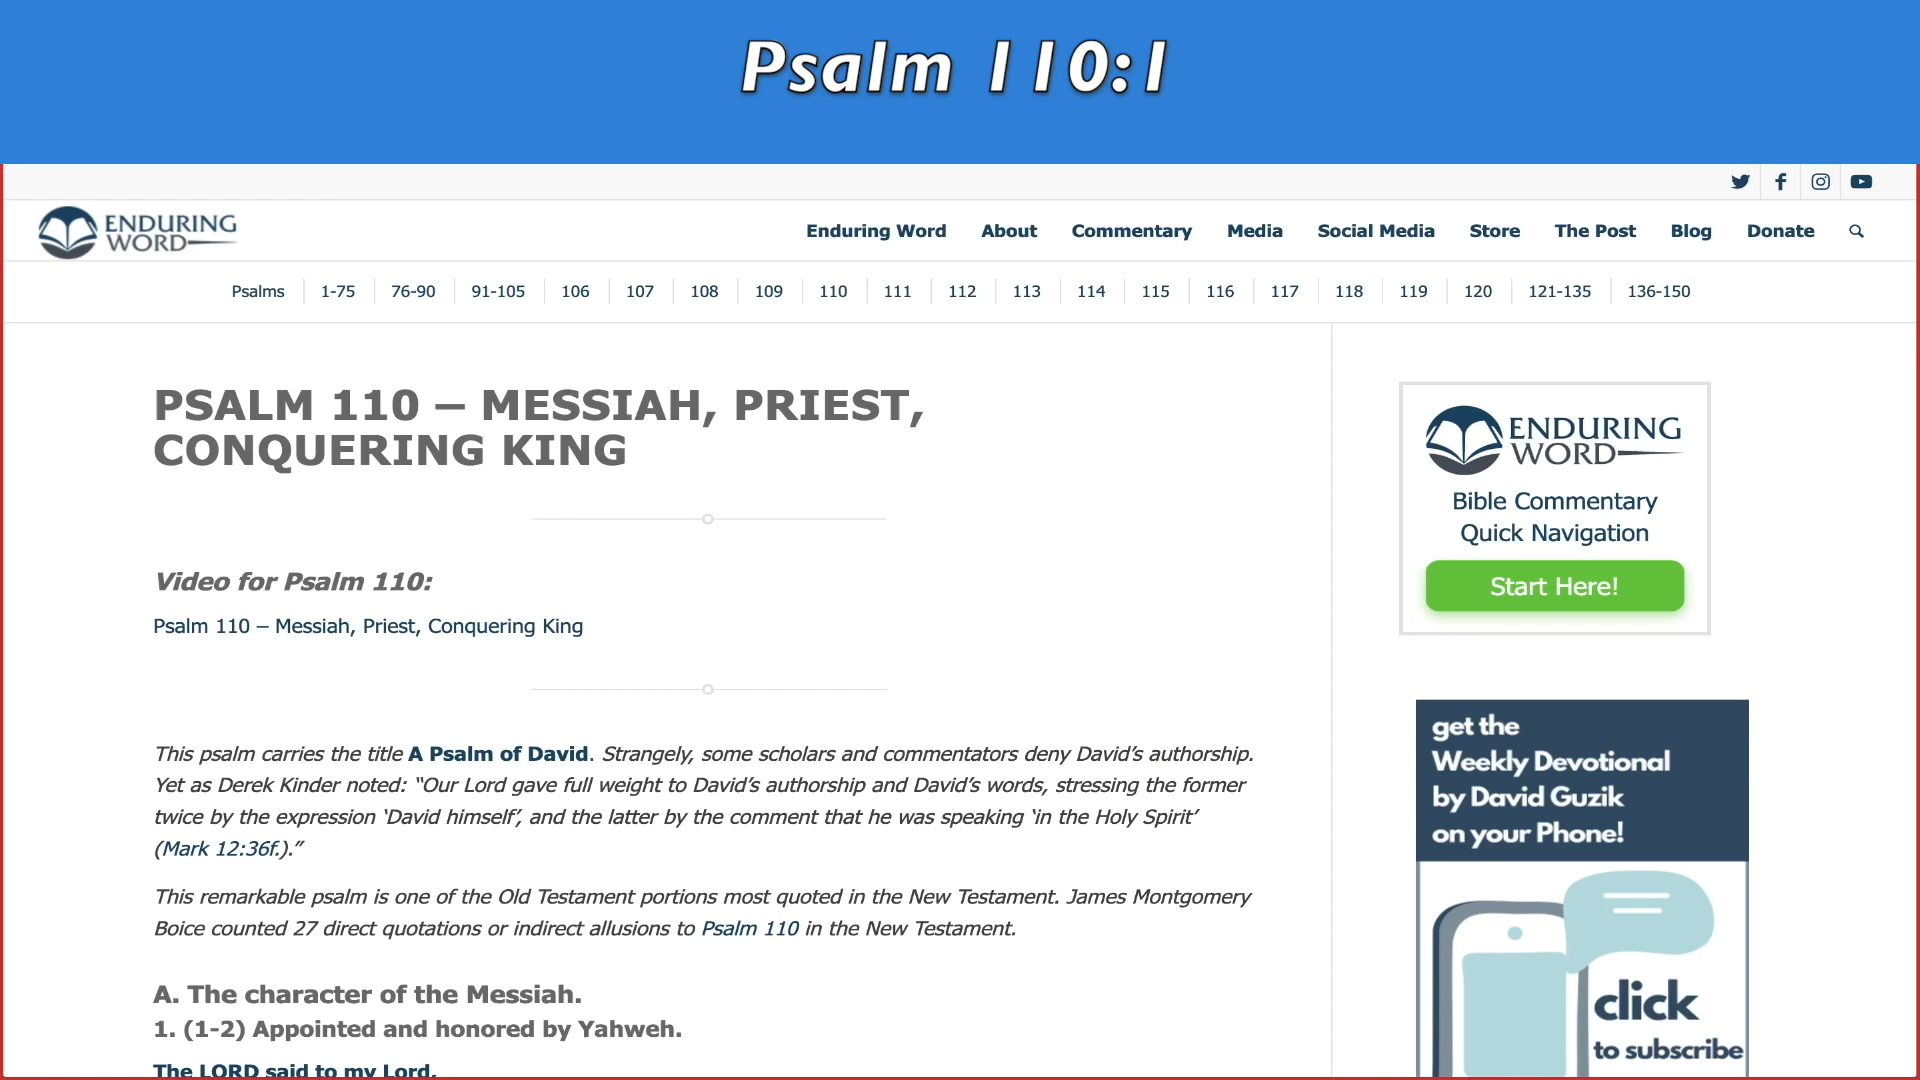 Psalm 110:1
ENDURING
WORD
Enduring Word About Commentary Media Social Media Store The Post Blog Donate
Psalms 1-75 76-90 91-105 106 107 108 109 110 111 112 113 114 115 116 117 118 119 120 121-135 136-150
PSALM 110 – MESSIAH, PRIEST,
CONQUERING KING
Video for Psalm 110:
Psalm 110 – Messiah, Priest, Conquering King
This psalm carries the title A Psalm of David. Strangely, some scholars and commentators deny David’s authorship.
Yet as Derek Kinder noted: “Our Lord gave full weight to David’s authorship and David’s words, stressing the former
twice by the expression ‘David himself’, and the latter by the comment that he was speaking ‘in the Holy Spirit’
(Mark 12:36f.).”
This remarkable psalm is one of the Old Testament portions most quoted in the New Testament. James Montgomery
Boice counted 27 direct quotations or indirect allusions to Psalm 110 in the New Testament.
A. The character of the Messiah.
1. (1-2) Appointed and honored by Yahweh.
The LORD said to my Lord,
ENDURING
WORD
Bible Commentary
Quick Navigation
Start Here!
get the
Weekly Devotional
by David Guzik
on your Phone!
click
to subscribe